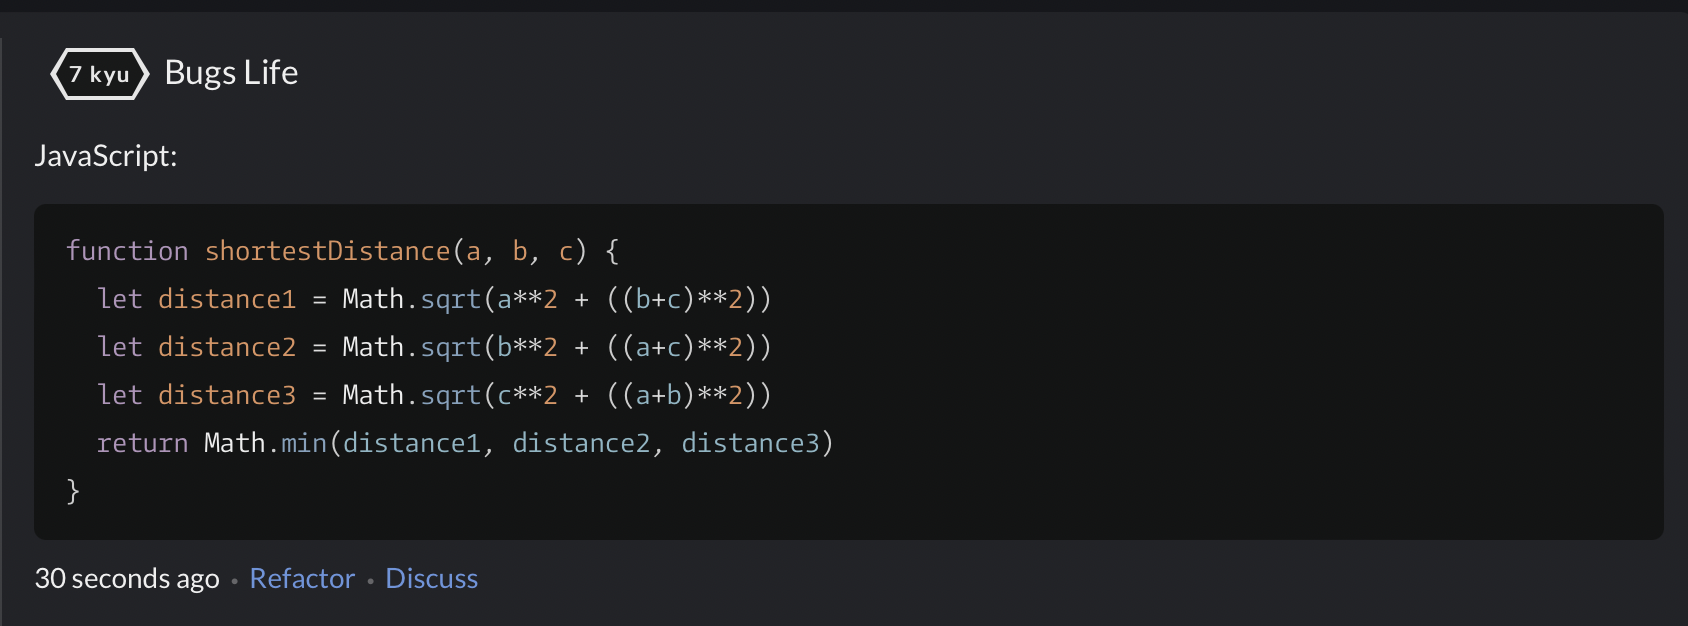 7 kyu Bugs Life
JavaScript:
function shortestDistance(a, b, c) {
  let distance1 = Math.sqrt(a**2 + ((b+c)**2))
  let distance2 = Math.sqrt(b**2 + ((a+c)**2))
  let distance3 = Math.sqrt(c**2 + ((a+b)**2))
  return Math.min(distance1, distance2, distance3)
}
30 seconds ago • Refactor • Discuss